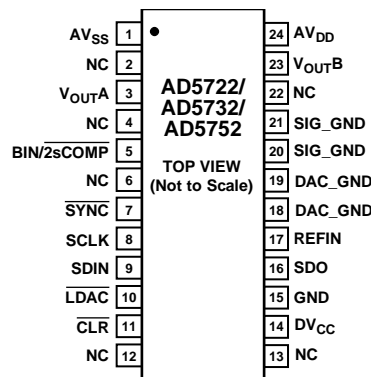 AVSS 1
NC 2
VOUTA 3
NC 4
BIN/2sCOMP 5
NC 6
SYNC 7
SCLK 8
SDIN 9
LDAC 10
CLR 11
NC 12
AD5722/
AD5732/
AD5752
TOP VIEW
(Not to Scale)
24 AVDD
23 VOUTB
22 NC
21 SIG_GND
20 SIG_GND
19 DAC_GND
18 DAC_GND
17 REFIN
16 SDO
15 GND
14 DVCC
13 NC